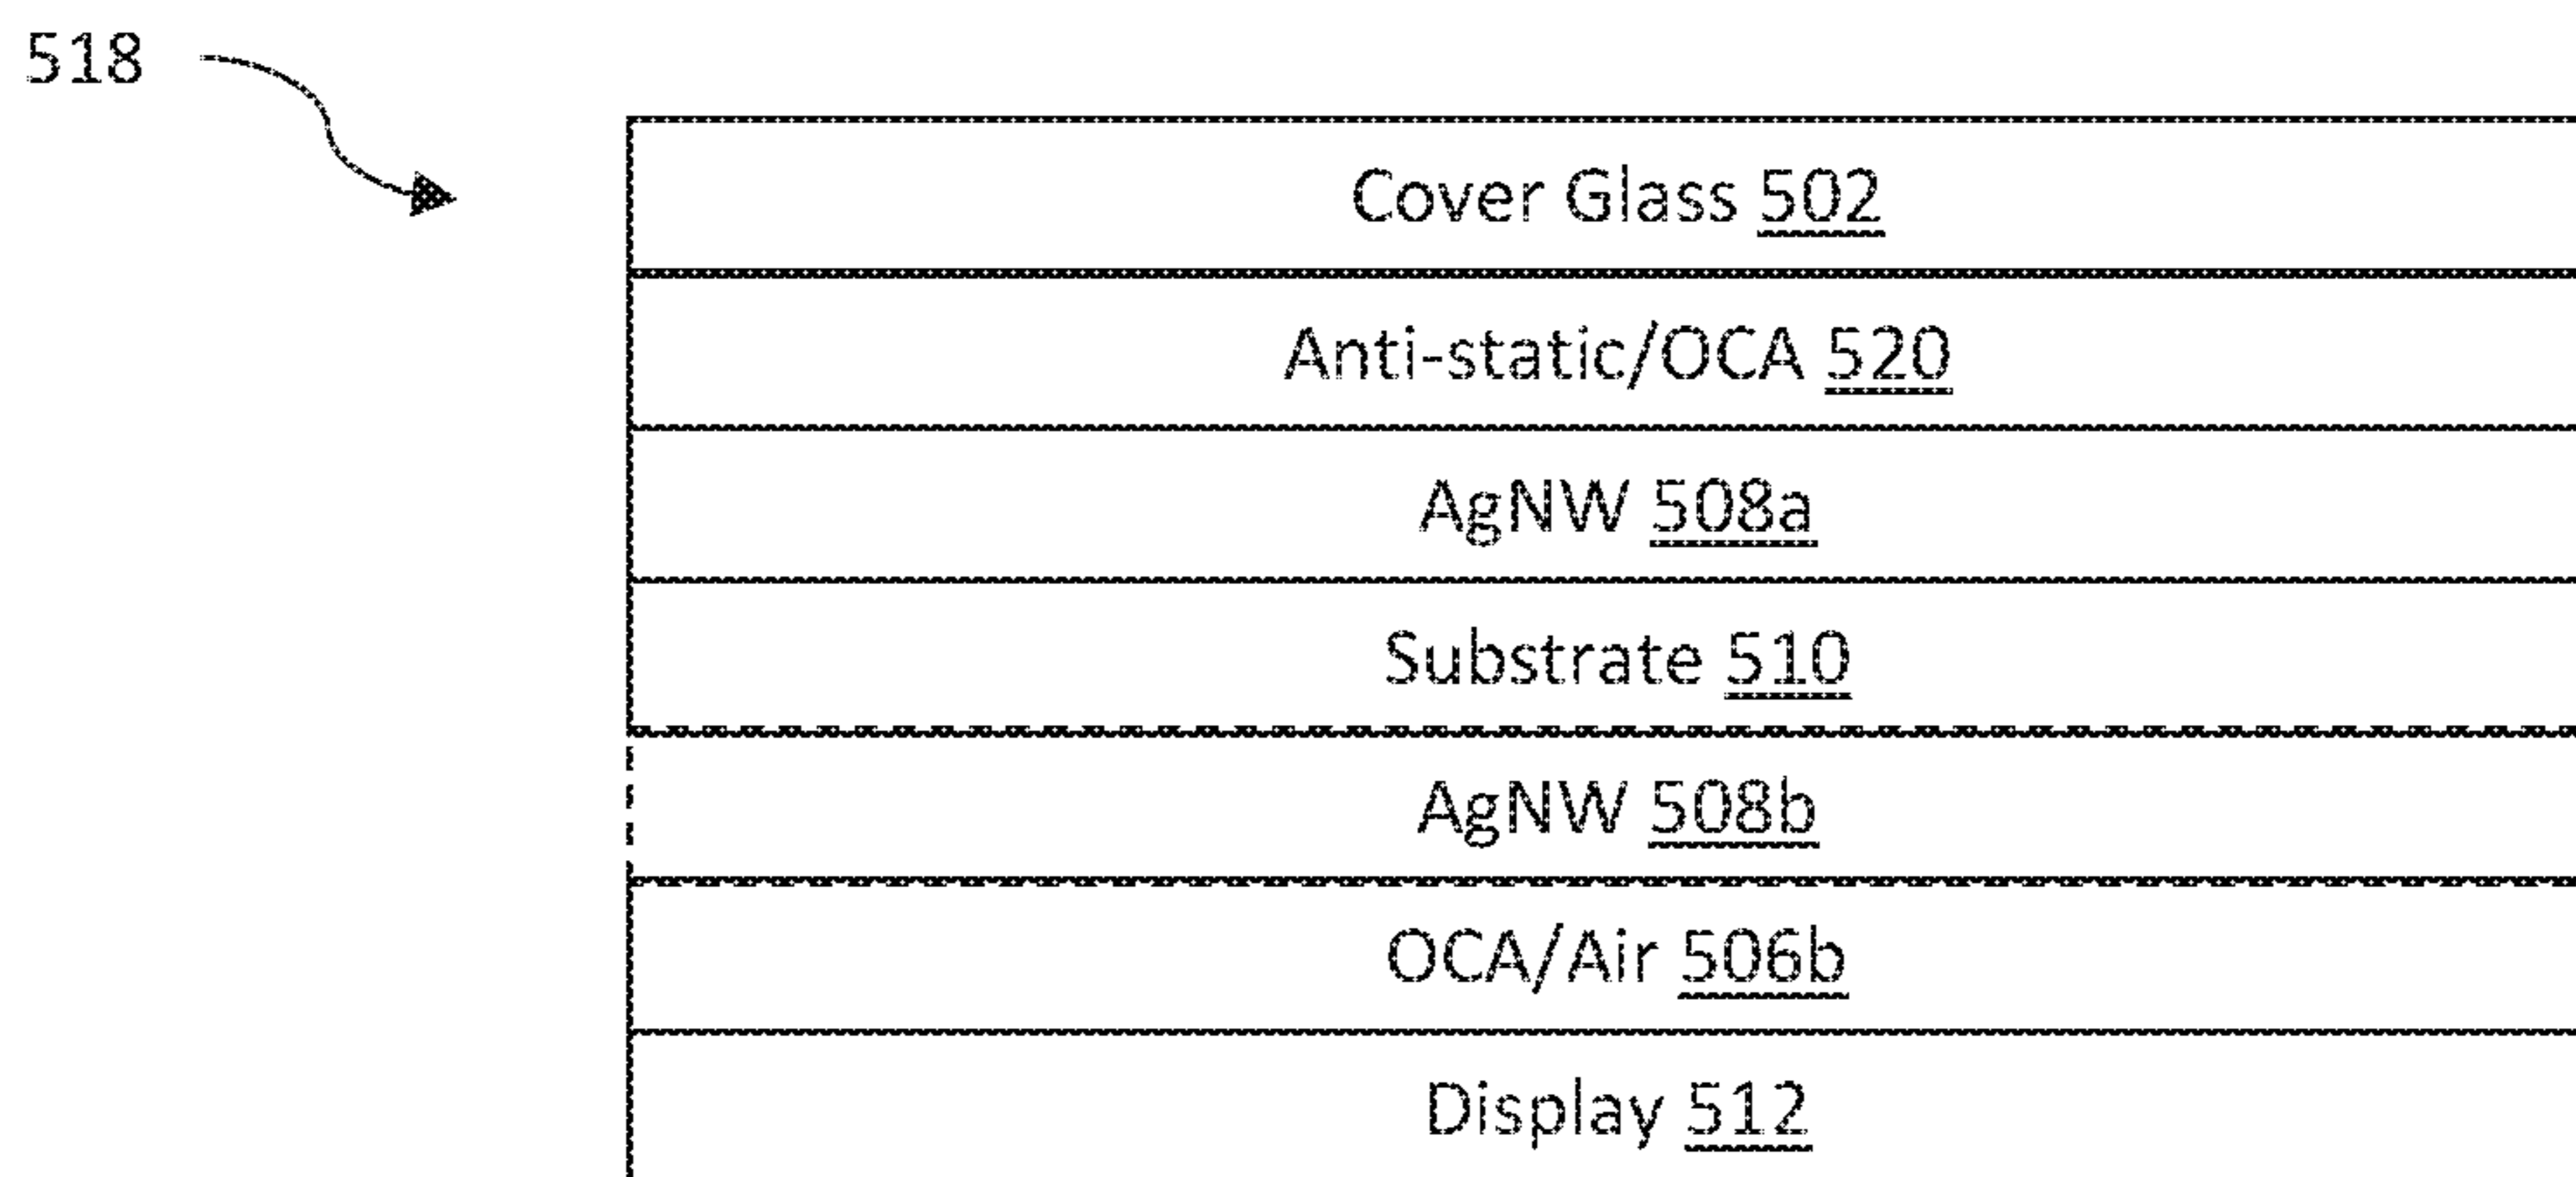 518
Cover Glass 502
Anti-static/OCA 520
AgNW 508a
Substrate 510
AgNW 508b
OCA/Air 506b
Display 512